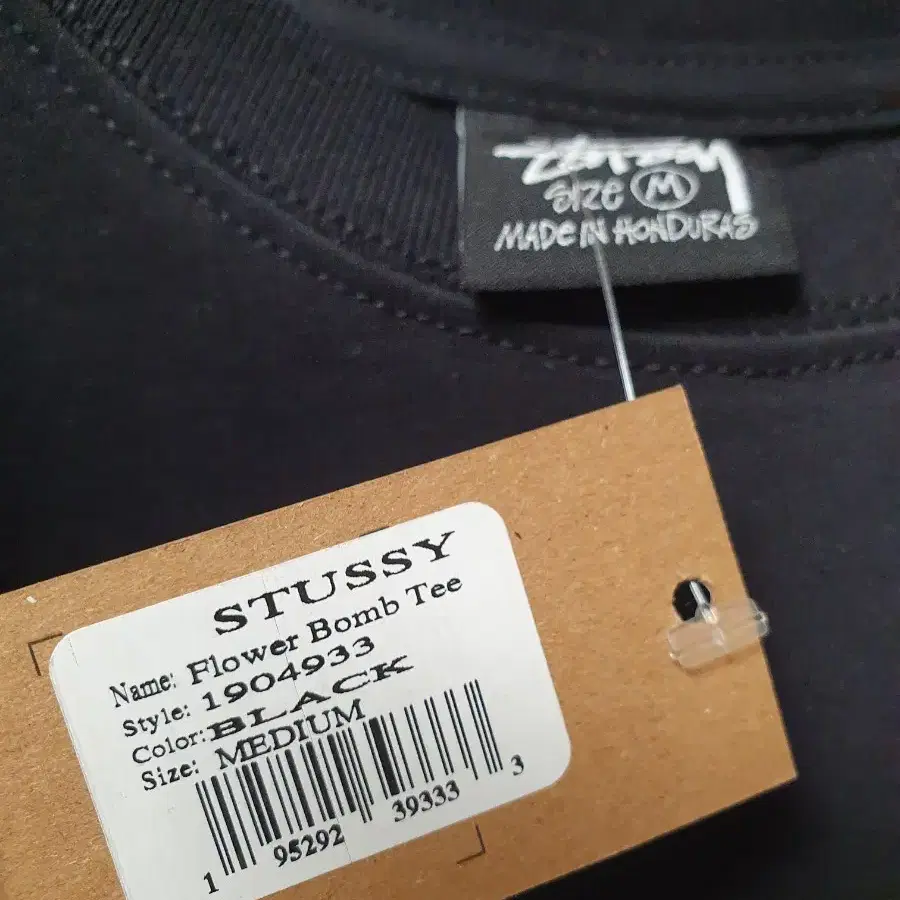 STUSSY
SIZE M
MADE IN HONDURAS
STUSSY
Name: Flower Bomb Tee
Style: 1904933
Color: BLACK
Size: MEDIUM
1 95292 39333 3